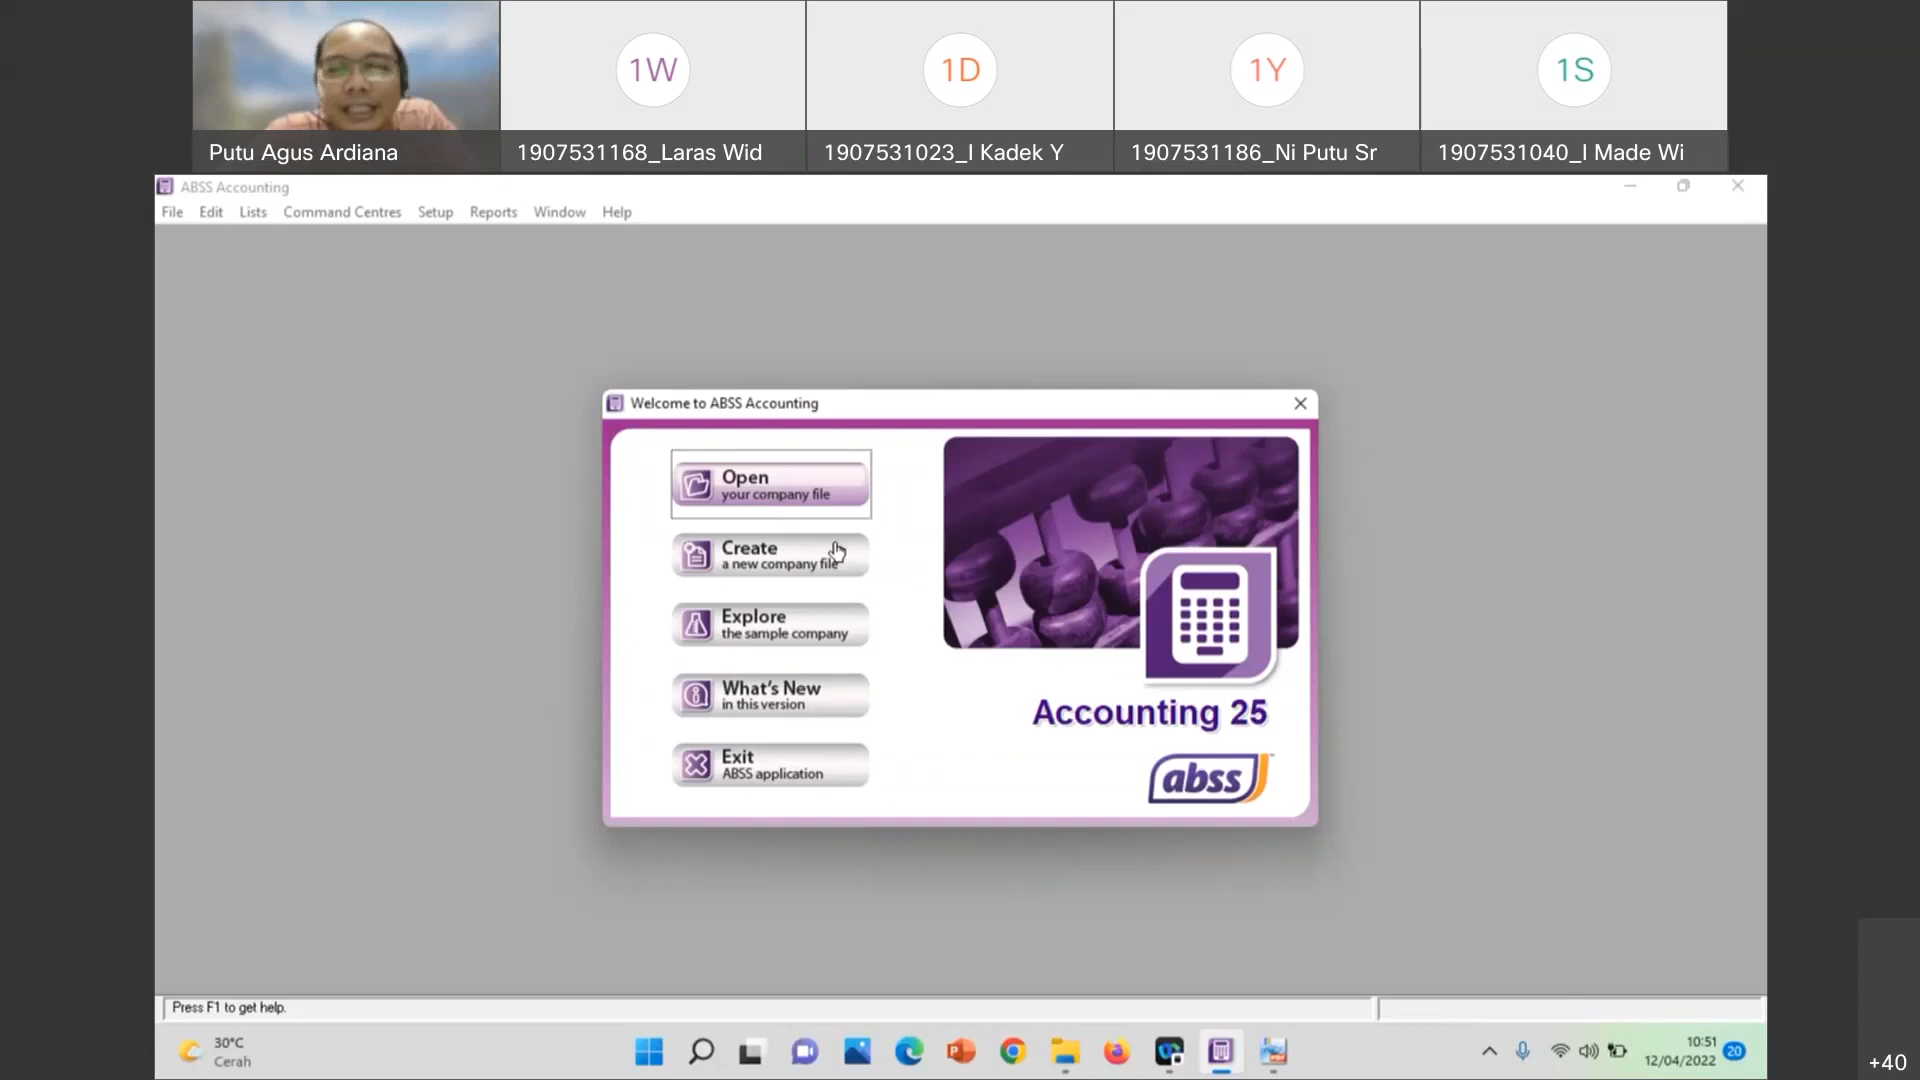 1W
1D
1Y
1S
Putu Agus Ardiana
1907531168_Laras Wid
1907531023_I Kadek Y
1907531186_Ni Putu Sr
1907531040_I Made Wi
ABSS Accounting
File Edit Lists Command Centres Setup Reports Window Help
Welcome to ABSS Accounting
Open
your company file
Create
a new company file
Explore
the sample company
What's New
in this version
Exit
ABSS application
Accounting 25
abss
Press F1 to get help.
30°C
Cerah
10:51
12/04/2022
20
+40